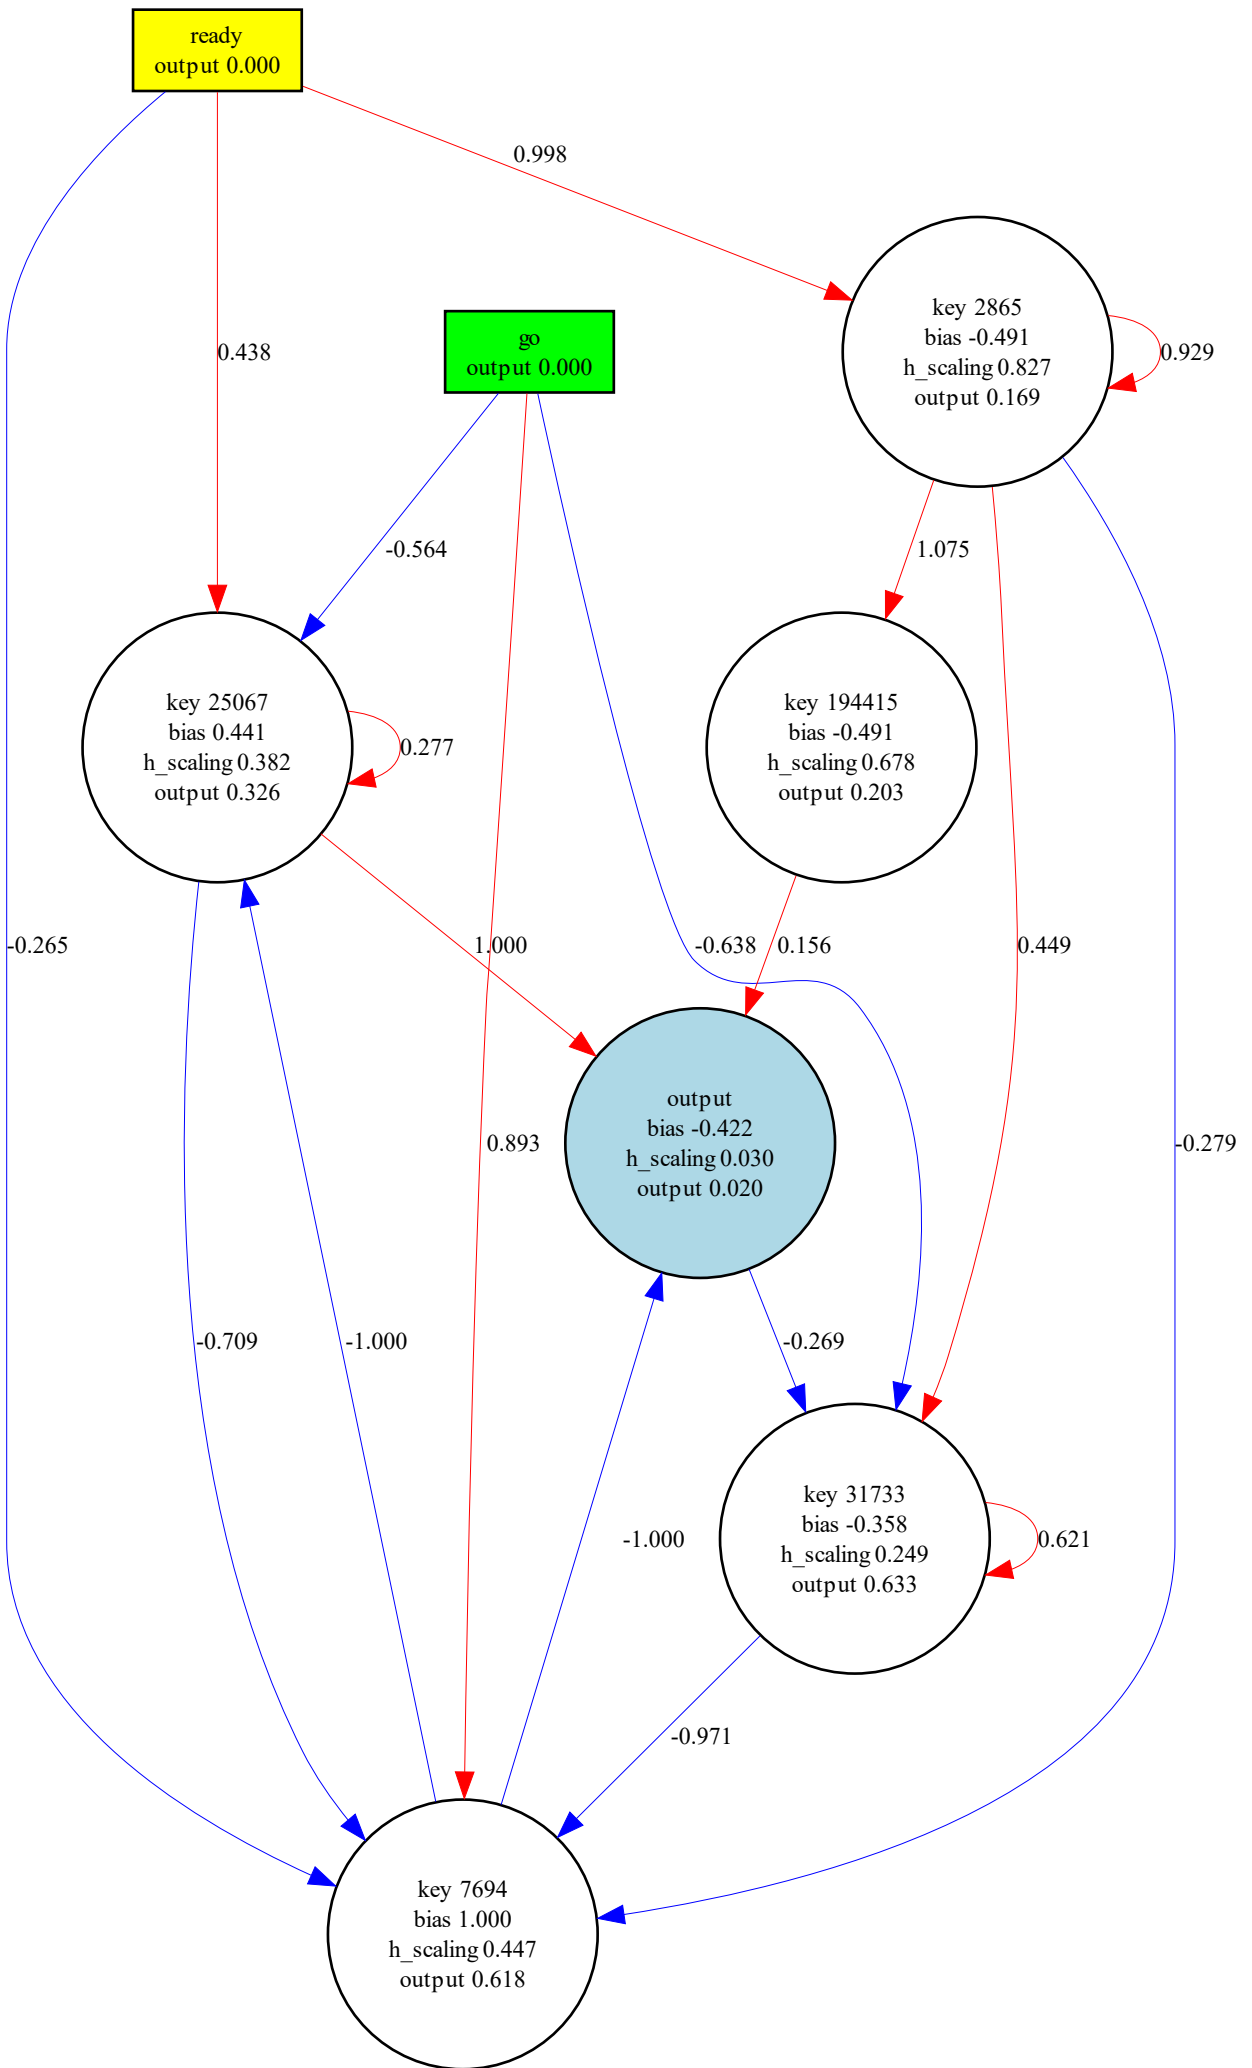 ready
output 0.000
0.998
go
output 0.000
key 2865
bias -0.491
h_scaling 0.827
output 0.169
0.438
0.929
-0.564
1.075
key 25067
bias 0.441
h_scaling 0.382
output 0.326
0.277
key 194415
bias -0.491
h_scaling 0.678
output 0.203
-0.265
1.000
-0.638
0.156
0.449
output
bias -0.422
h_scaling 0.030
output 0.020
0.893
-0.279
-0.709
-1.000
-0.269
-1.000
key 31733
bias -0.358
h_scaling 0.249
output 0.633
0.621
-0.971
key 7694
bias 1.000
h_scaling 0.447
output 0.618